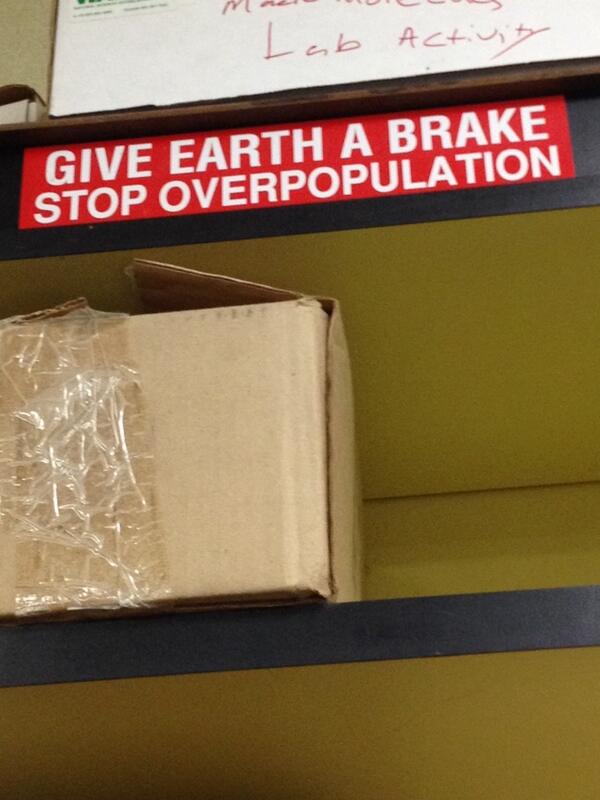 Lab Activity
GIVE EARTH A BRAKE
STOP OVERPOPULATION